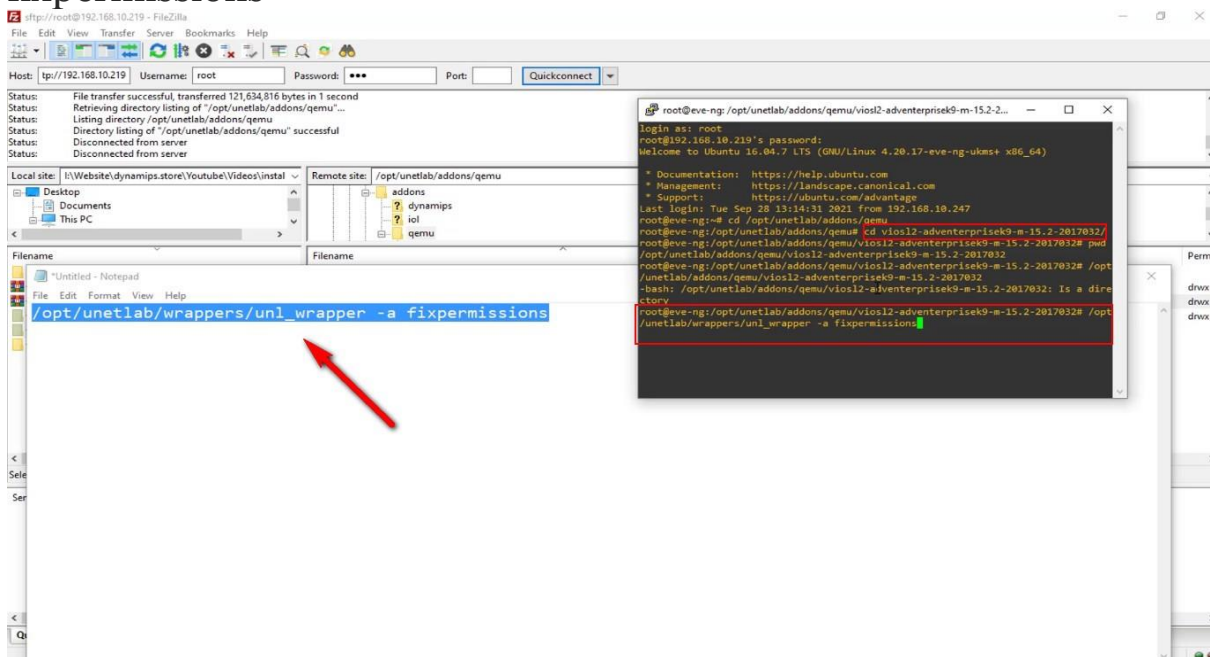 sftp://root@192.168.10.219 - FileZilla
File Edit View Transfer Server Bookmarks Help
Host: tp://192.168.10.219 Username: root Password: ●●● Port: Quickconnect
Status: File transfer successful, transferred 121,634,816 bytes in 1 second
Status: Retrieving directory listing of "/opt/unetlab/addons/qemu"...
Status: Listing directory /opt/unetlab/addons/qemu
Status: Directory listing of "/opt/unetlab/addons/qemu" successful
Status: Disconnected from server
Status: Disconnected from server
Local site: I:\Website\dynamips.store\Youtube\Videos\instal
Desktop
Documents
This PC
Remote site: /opt/unetlab/addons/qemu
addons
dynamips
iol
qemu
Filename
Filename
Perm
drwx
drwx
drwx
Sele
Ser
*Untitled - Notepad
File Edit Format View Help
/opt/unetlab/wrappers/unl_wrapper -a fixpermissions
root@eve-ng: /opt/unetlab/addons/qemu/viosl2-adventerprisek9-m-15.2-2...
login as: root
root@192.168.10.219's password:
Welcome to Ubuntu 16.04.7 LTS (GNU/Linux 4.20.17-eve-ng-ukms+ x86_64)
* Documentation: https://help.ubuntu.com
* Management: https://landscape.canonical.com
* Support: https://ubuntu.com/advantage
Last login: Tue Sep 28 13:14:31 2021 from 192.168.10.247
root@eve-ng:~# cd /opt/unetlab/addons/qemu
root@eve-ng:/opt/unetlab/addons/qemu# cd viosl2-adventerprisek9-m-15.2-2017032/
root@eve-ng:/opt/unetlab/addons/qemu/viosl2-adventerprisek9-m-15.2-2017032# pwd
/opt/unetlab/addons/qemu/viosl2-adventerprisek9-m-15.2-2017032
root@eve-ng:/opt/unetlab/addons/qemu/viosl2-adventerprisek9-m-15.2-2017032# /opt
/unetlab/addons/qemu/viosl2-adventerprisek9-m-15.2-2017032
-bash: /opt/unetlab/addons/qemu/viosl2-adventerprisek9-m-15.2-2017032: Is a dire
ctory
root@eve-ng:/opt/unetlab/addons/qemu/viosl2-adventerprisek9-m-15.2-2017032# /opt
/unetlab/wrappers/unl_wrapper -a fixpermissions